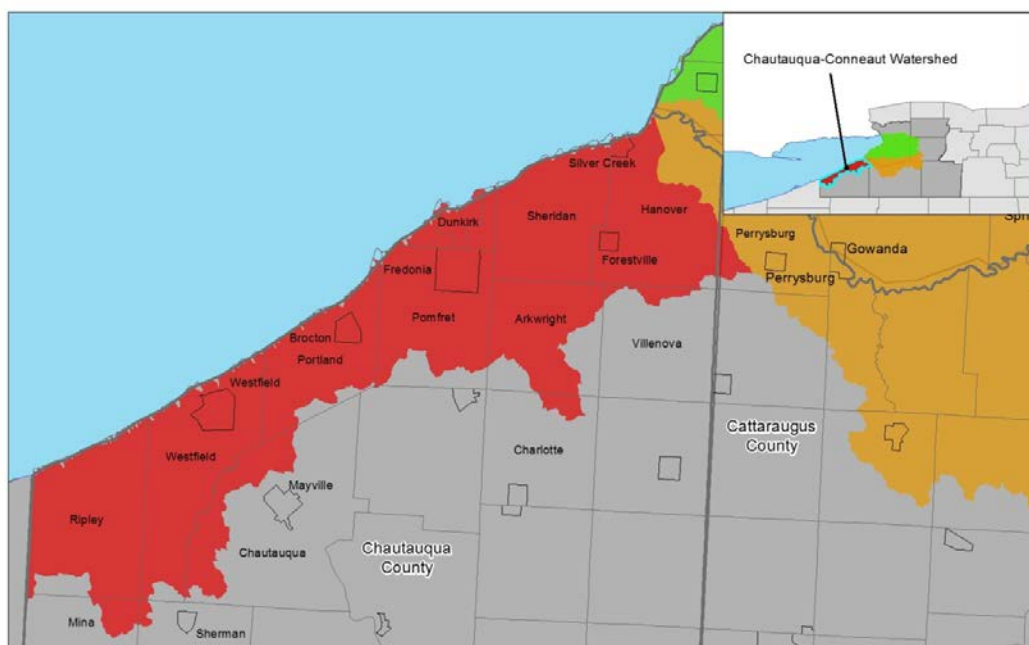 Chautauqua-Conneaut Watershed
Silver Creek
Dunkirk
Sheridan
Hanover
Perrysburg
Gowanda
Fredonia
Forestville
Perrysburg
Pomfret
Arkwright
Brocton
Portland
Villenova
Westfield
Cattaraugus
County
Westfield
Charlotte
Mayville
Ripley
Chautauqua
Chautauqua
County
Mina
Sherman